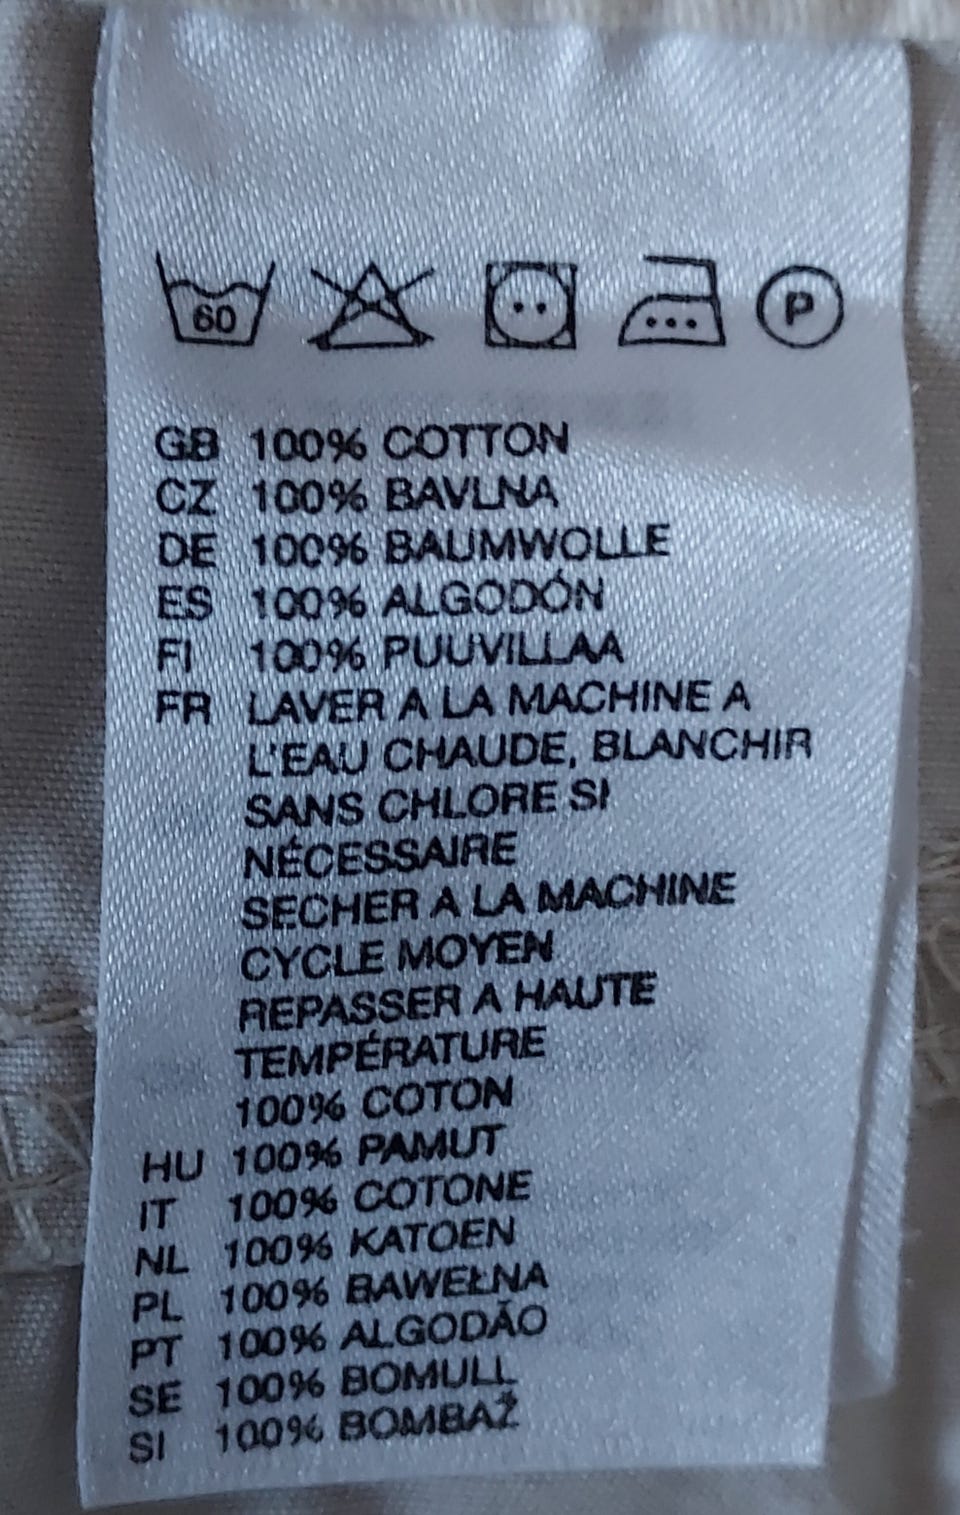 60
P
GB 100% COTTON
CZ 100% BAVLNA
DE 100% BAUMWOLLE
ES 100% ALGODÓN
FI 100% PUUVILLAA
FR LAVER A LA MACHINE A
L'EAU CHAUDE, BLANCHIR
SANS CHLORE SI
NÉCESSAIRE
SECHER A LA MACHINE
CYCLE MOYEN
REPASSER A HAUTE
TEMPÉRATURE
100% COTON
HU 100% PAMUT
IT 100% COTONE
NL 100% KATOEN
PL 100% BAWEŁNA
PT 100% ALGODÃO
SE 100% BOMULL
SI 100% BOMBAŽ